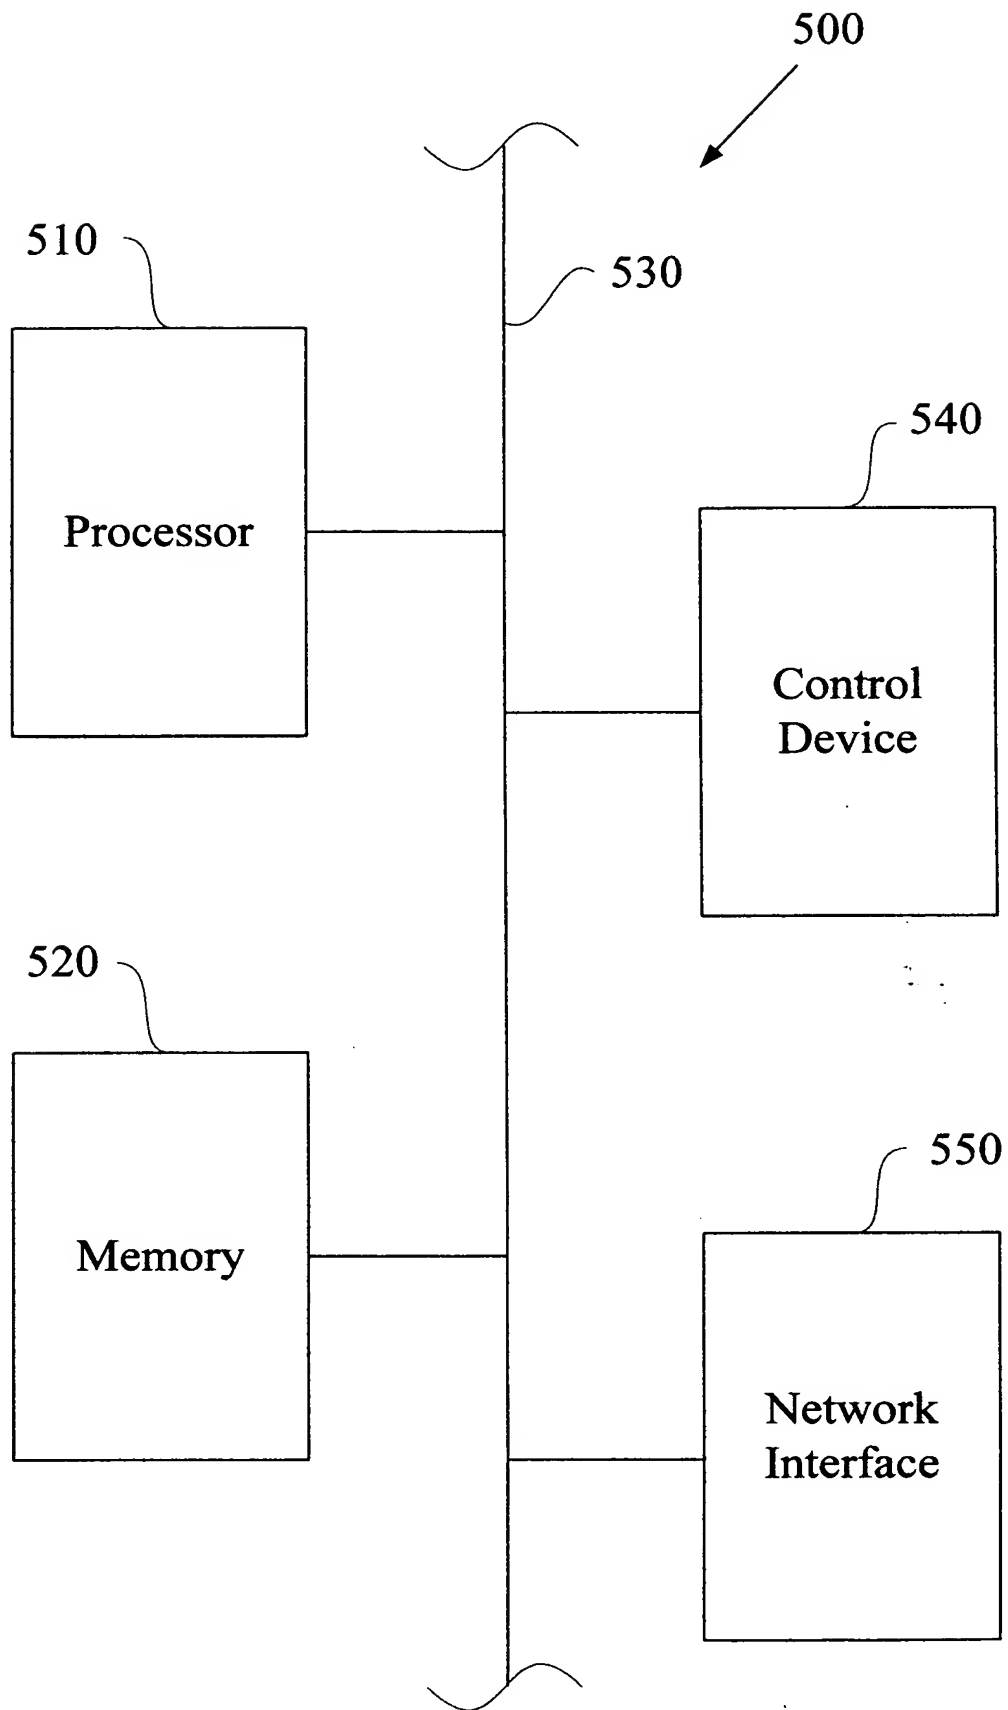 500
510
530
540
Processor
Control
Device
520
550
Memory
Network
Interface